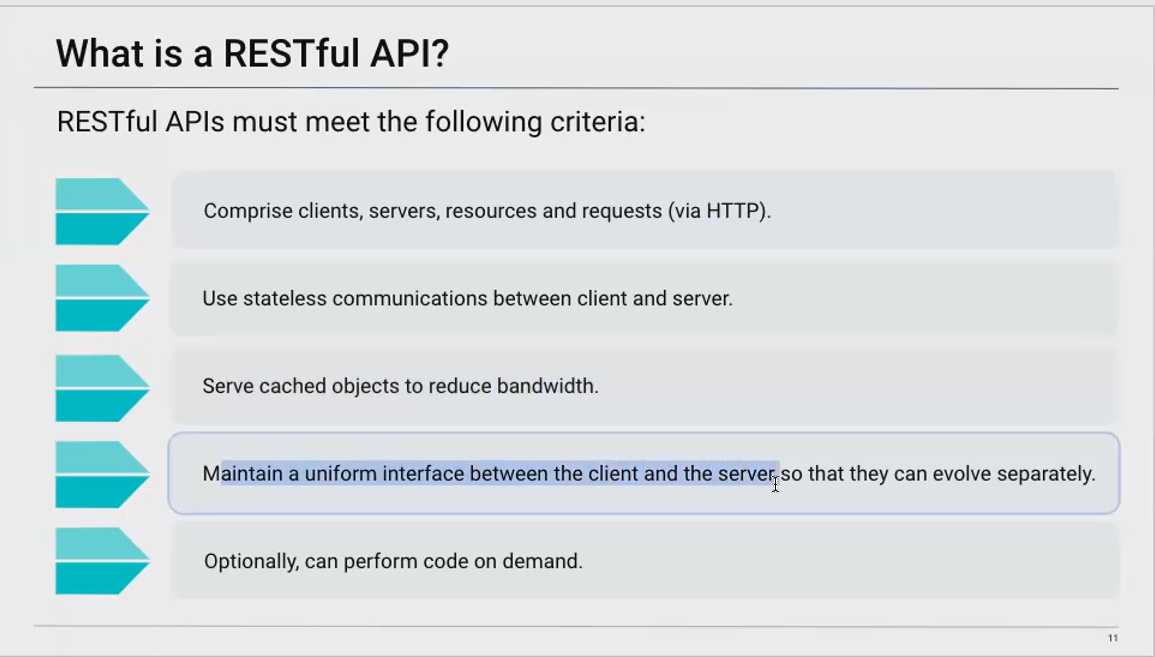 What is a RESTful API?
RESTful APIs must meet the following criteria:
Comprise clients, servers, resources and requests (via HTTP).
Use stateless communications between client and server.
Serve cached objects to reduce bandwidth.
Maintain a uniform interface between the client and the server so that they can evolve separately.
Optionally, can perform code on demand.
11